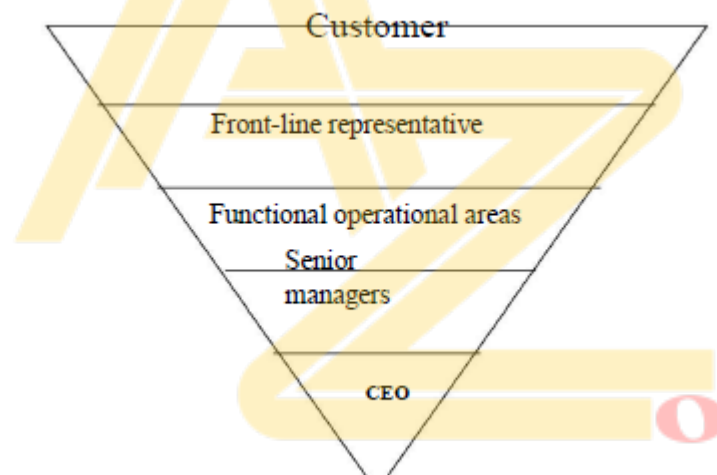 Customer
Front-line representative
Functional operational areas
Senior
managers
CEO